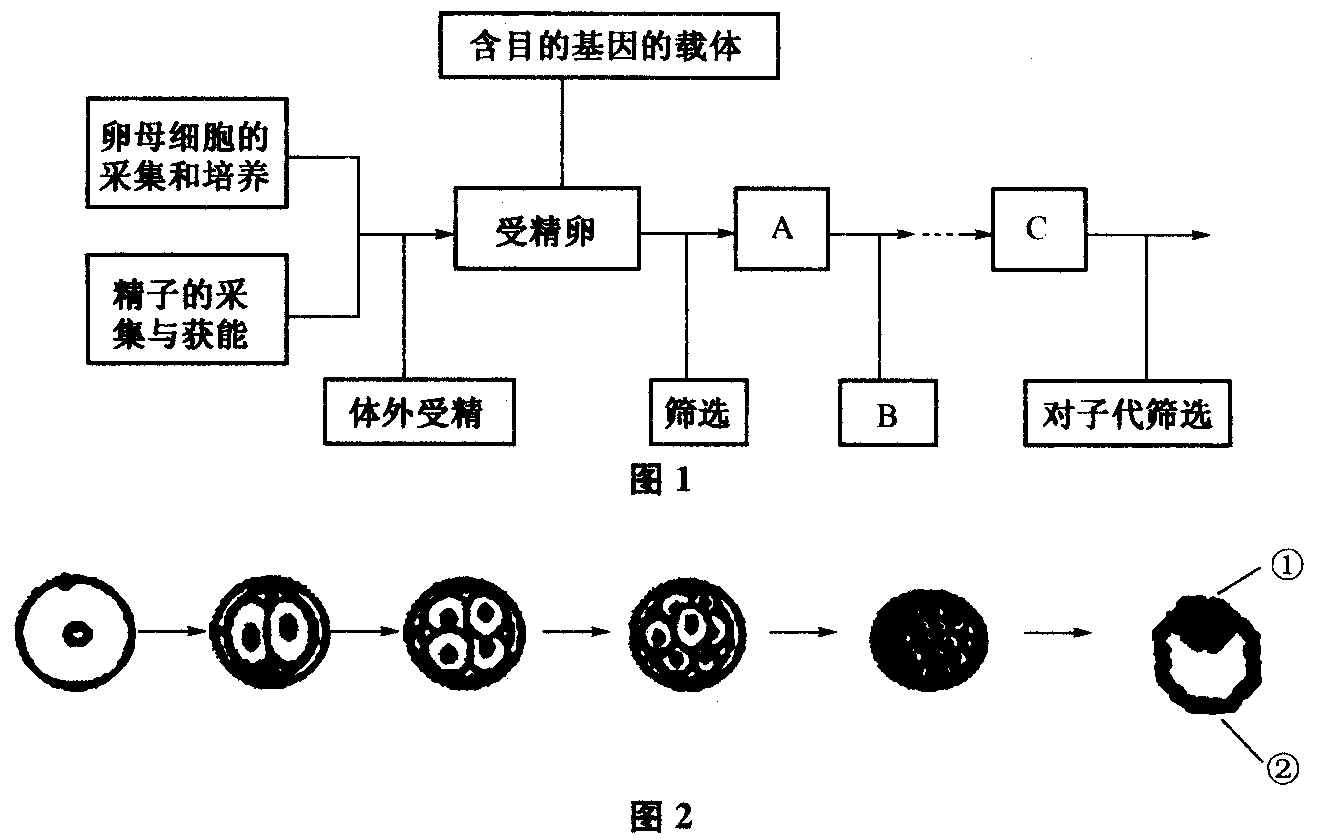 含目的基因的载体
卵母细胞的
采集和培养
精子的采
集与获能
受精卵
A
C
体外受精
筛选
B
对子代筛选
图 1
①
②
图 2